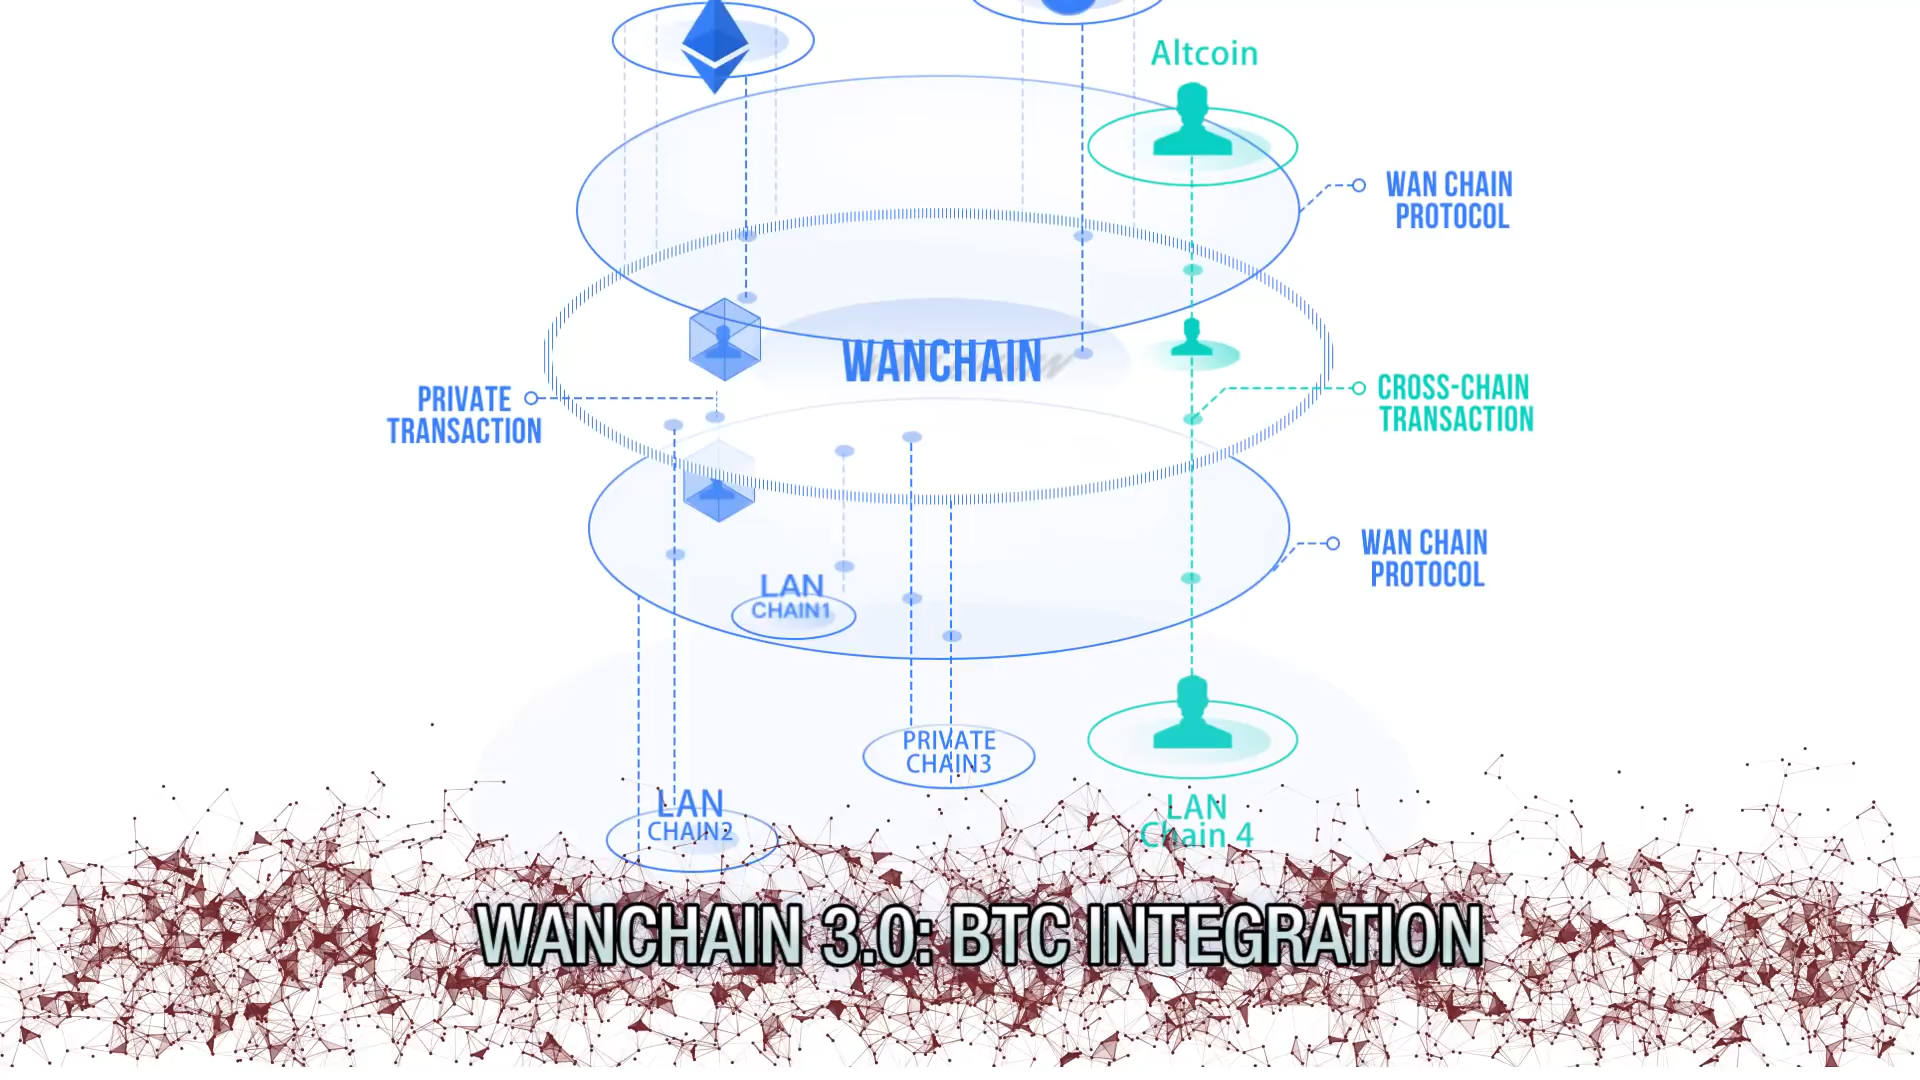 Altcoin
WAN CHAIN
PROTOCOL
WANCHAIN
PRIVATE
TRANSACTION
CROSS-CHAIN
TRANSACTION
WAN CHAIN
PROTOCOL
LAN
CHAIN1
PRIVATE
CHAIN3
LAN
CHAIN2
LAN
Chain 4
WANCHAIN 3.0: BTC INTEGRATION